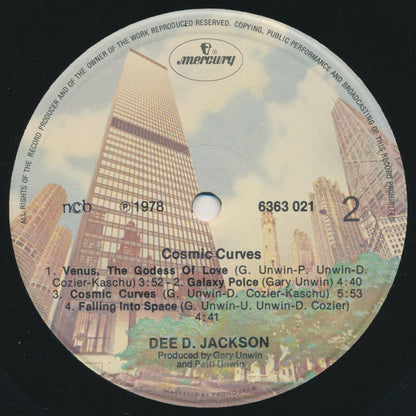 ALL RIGHTS OF THE RECORD PRODUCER AND OF THE OWNER OF THE WORK REPRODUCED RESERVED. COPYING, PUBLIC PERFORMANCE AND BROADCASTING OF THIS RECORD PROHIBITED
mercury
ncb ℗ 1978 6363 021 2
Cosmic Curves
1. Venus, The Godess Of Love (G. Unwin-P. Unwin-D.
Cozier-Kaschu) 3:52 - 2. Galaxy Polce (Gary Unwin) 4:40
3. Cosmic Curves (G. Unwin-D. Cozier-Kaschu) 5:53
4. Falling Into Space (G. Unwin-P. Unwin-D. Cozier)
4:41
DEE D. JACKSON
Produced by Gary Unwin
and Patti Unwin